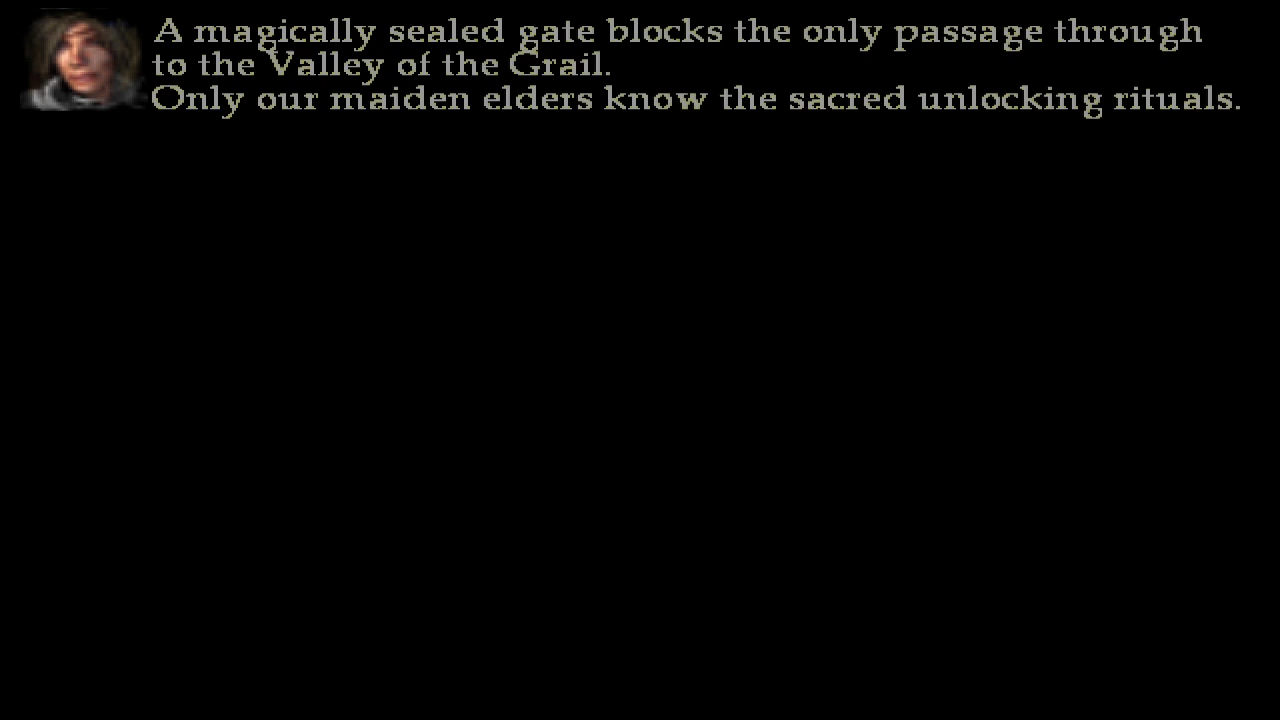 A magically sealed gate blocks the only passage through
to the Valley of the Grail.
Only our maiden elders know the sacred unlocking rituals.